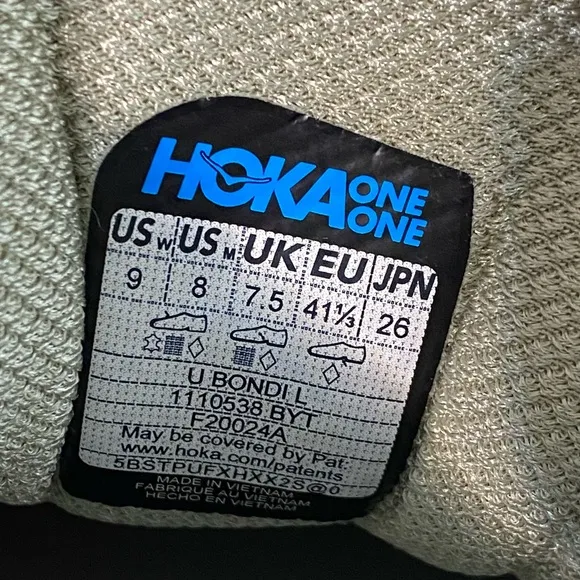 HOKA ONE ONE
US W US M UK EU JPN
9 8 7.5 41⅓ 26
U BONDI L
1110538 BYT
F20024A
May be covered by Pat:
www.hoka.com/patents
5BSTPUFXHXX2S@0
MADE IN VIETNAM
FABRIQUÉ AU VIETNAM
HECHO EN VIETNAM